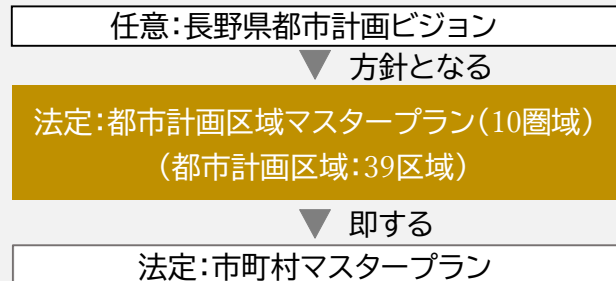 任意：長野県都市計画ビジョン
▼ 方針となる
法定：都市計画区域マスタープラン（10圏域）
（都市計画区域：39区域）
▼ 即する
法定：市町村マスタープラン